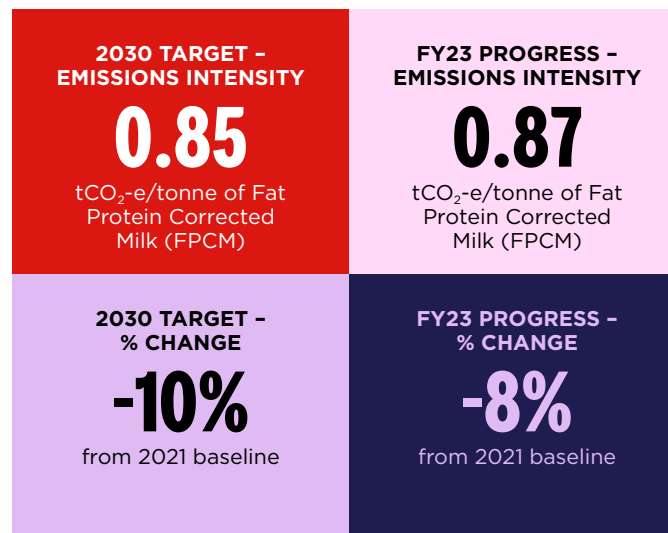 2030 TARGET –
EMISSIONS INTENSITY
0.85
tCO₂-e/tonne of Fat
Protein Corrected
Milk (FPCM)
FY23 PROGRESS –
EMISSIONS INTENSITY
0.87
tCO₂-e/tonne of Fat
Protein Corrected
Milk (FPCM)
2030 TARGET –
% CHANGE
-10%
from 2021 baseline
FY23 PROGRESS –
% CHANGE
-8%
from 2021 baseline